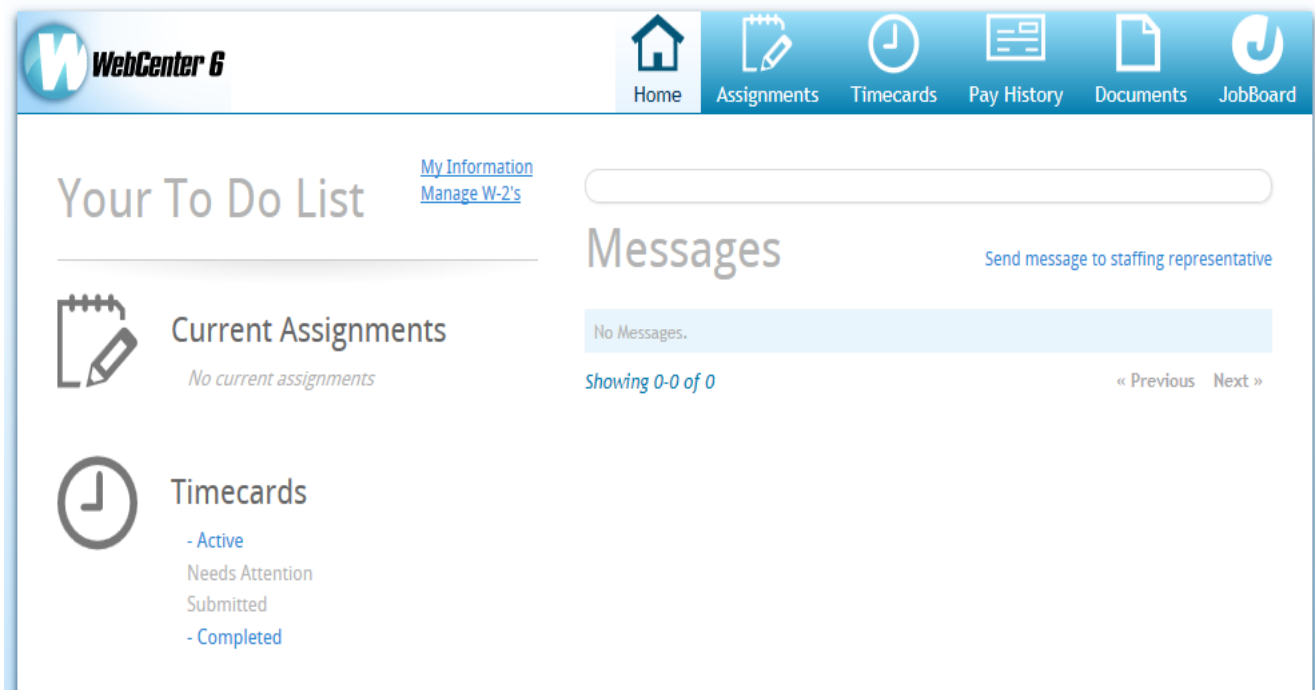 W WebCenter 6
Home
Assignments
Timecards
Pay History
Documents
JobBoard
Your To Do List
My Information
Manage W-2's
Current Assignments
No current assignments
Timecards
- Active
Needs Attention
Submitted
- Completed
Messages
Send message to staffing representative
No Messages.
Showing 0-0 of 0
« Previous Next »